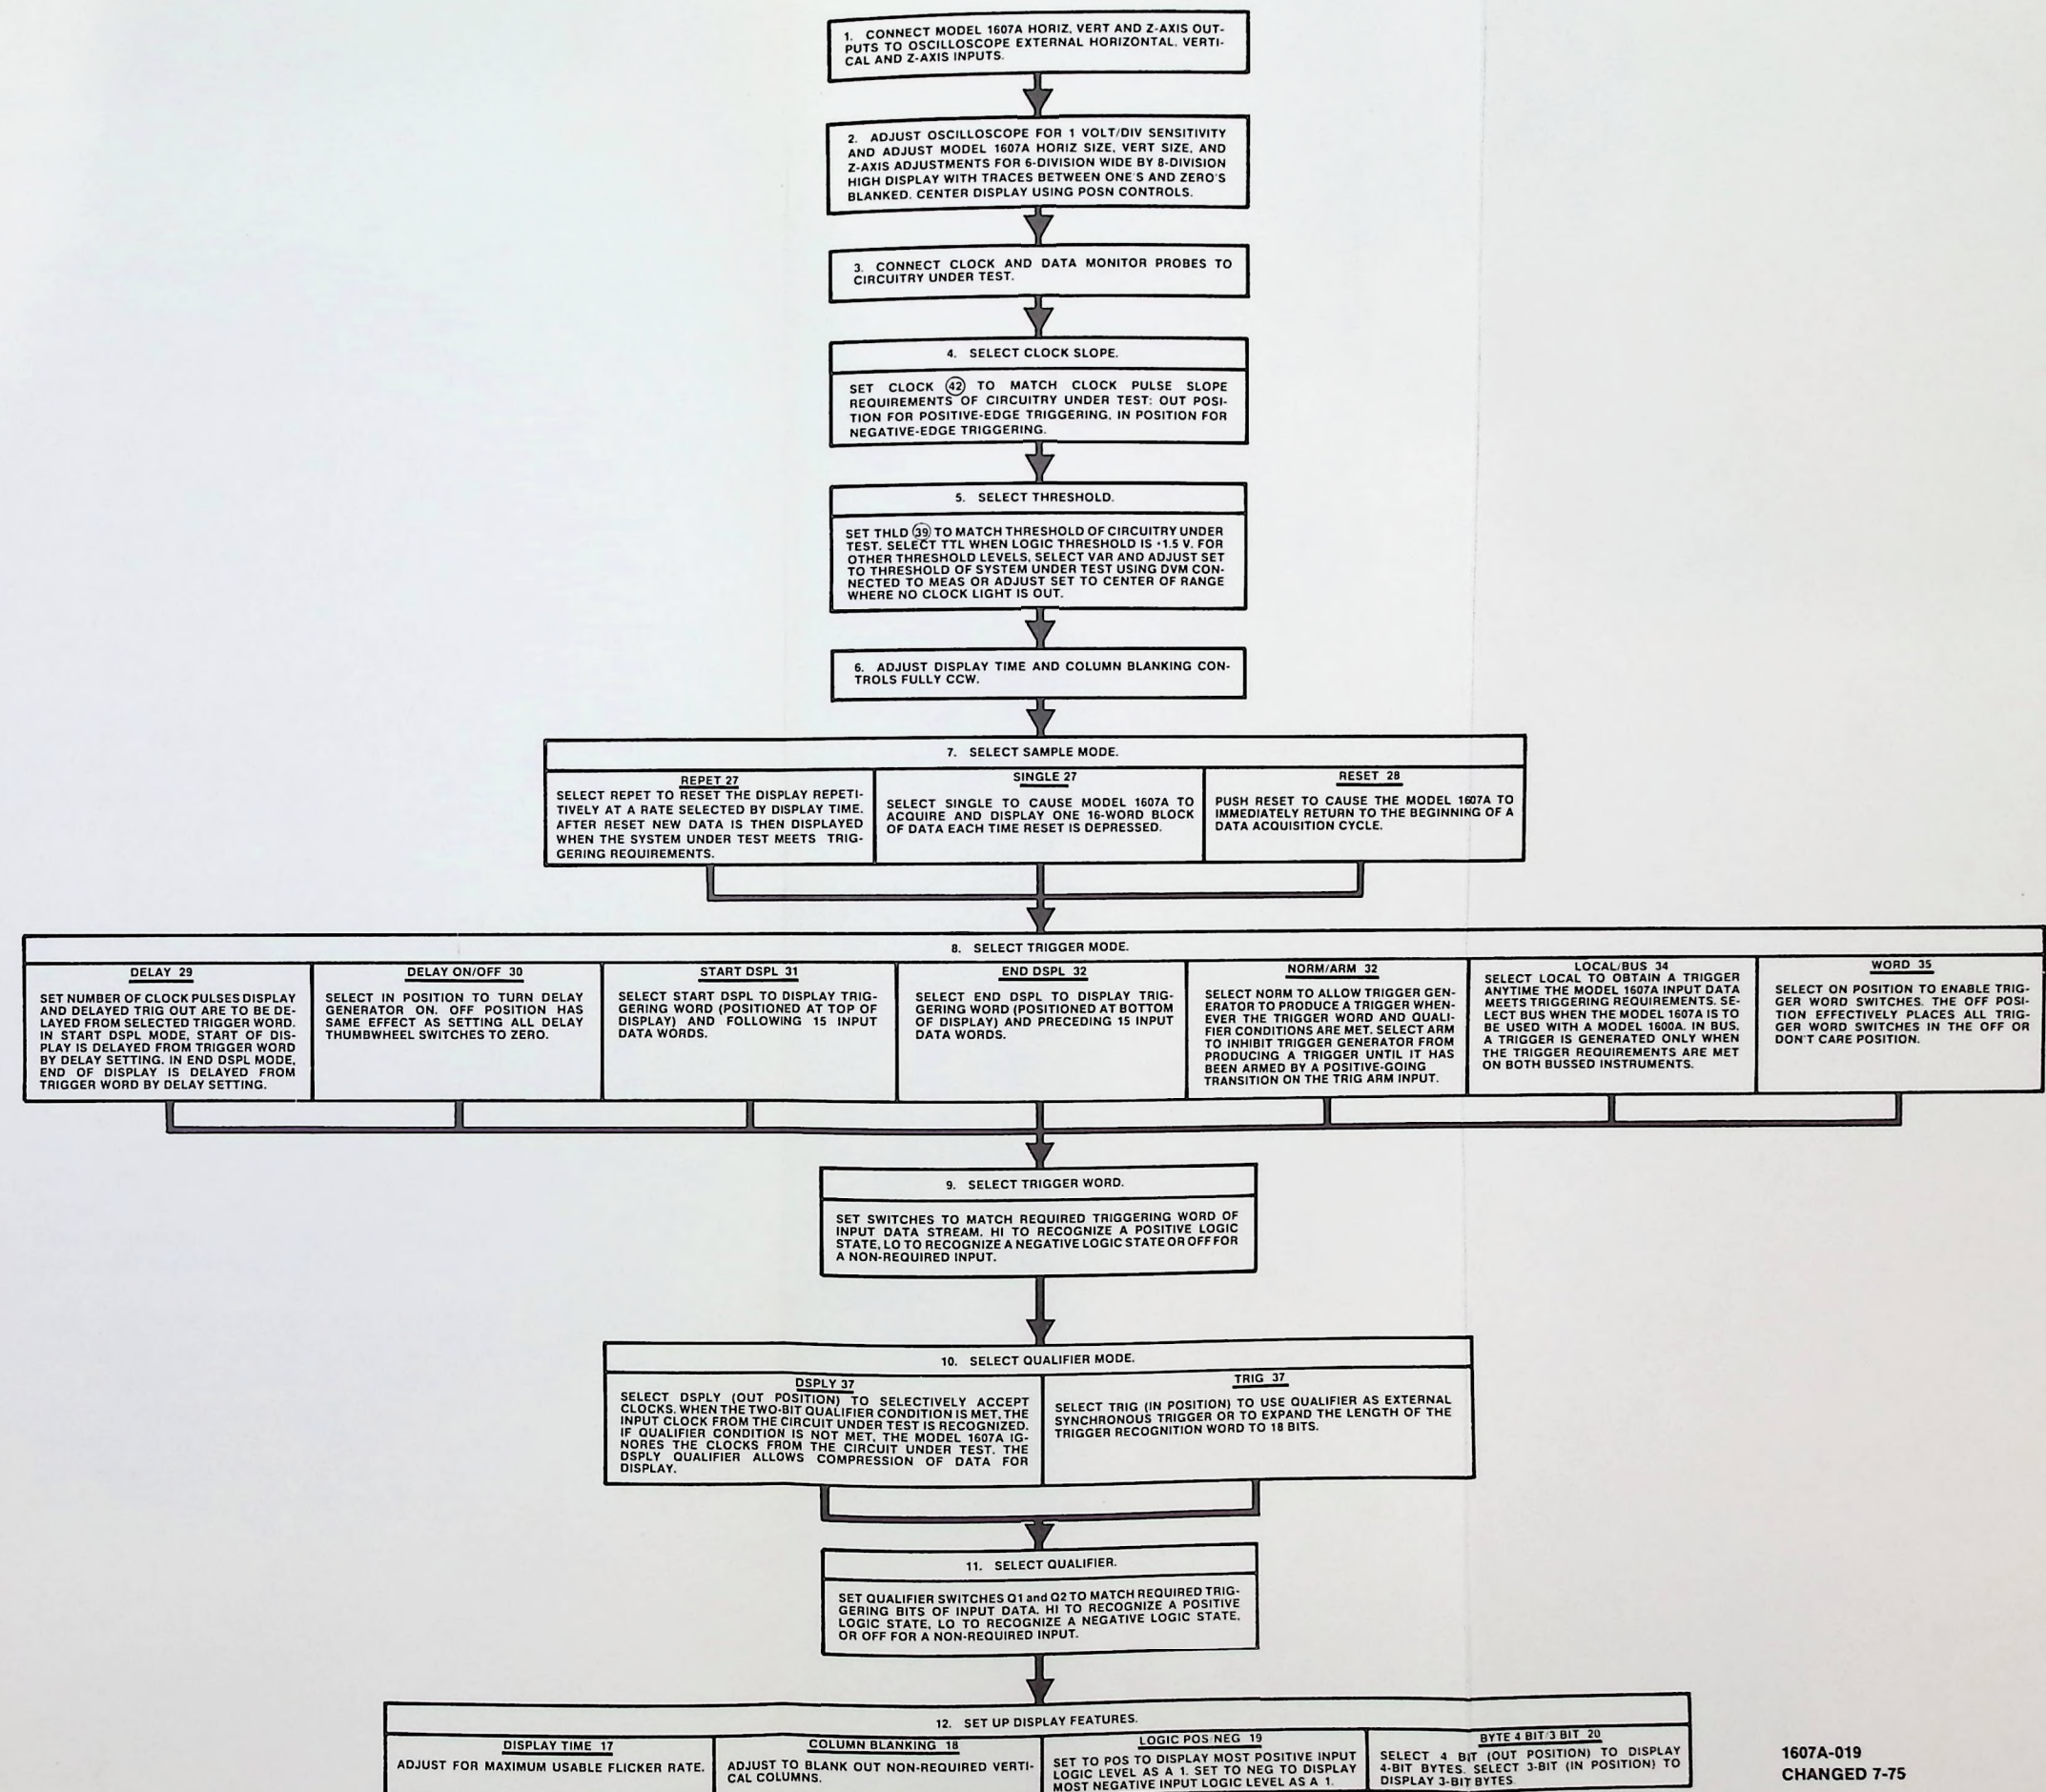 1. CONNECT MODEL 1607A HORIZ, VERT AND Z-AXIS OUT-
PUTS TO OSCILLOSCOPE EXTERNAL HORIZONTAL, VERTI-
CAL AND Z-AXIS INPUTS.
2. ADJUST OSCILLOSCOPE FOR 1 VOLT/DIV SENSITIVITY
AND ADJUST MODEL 1607A HORIZ SIZE, VERT SIZE, AND
Z-AXIS ADJUSTMENTS FOR 6-DIVISION WIDE BY 8-DIVISION
HIGH DISPLAY WITH TRACES BETWEEN ONE'S AND ZERO'S
BLANKED. CENTER DISPLAY USING POSN CONTROLS.
3. CONNECT CLOCK AND DATA MONITOR PROBES TO
CIRCUITRY UNDER TEST.
4. SELECT CLOCK SLOPE.
SET CLOCK (42) TO MATCH CLOCK PULSE SLOPE
REQUIREMENTS OF CIRCUITRY UNDER TEST: OUT POSI-
TION FOR POSITIVE-EDGE TRIGGERING, IN POSITION FOR
NEGATIVE-EDGE TRIGGERING.
5. SELECT THRESHOLD.
SET THLD (39) TO MATCH THRESHOLD OF CIRCUITRY UNDER
TEST. SELECT TTL WHEN LOGIC THRESHOLD IS +1.5 V. FOR
OTHER THRESHOLD LEVELS, SELECT VAR AND ADJUST SET
TO THRESHOLD OF SYSTEM UNDER TEST USING DVM CON-
NECTED TO MEAS OR ADJUST SET TO CENTER OF RANGE
WHERE NO CLOCK LIGHT IS OUT.
6. ADJUST DISPLAY TIME AND COLUMN BLANKING CON-
TROLS FULLY CCW.
7. SELECT SAMPLE MODE.
REPET 27
SELECT REPET TO RESET THE DISPLAY REPETI-
TIVELY AT A RATE SELECTED BY DISPLAY TIME.
AFTER RESET NEW DATA IS THEN DISPLAYED
WHEN THE SYSTEM UNDER TEST MEETS TRIG-
GERING REQUIREMENTS.
SINGLE 27
SELECT SINGLE TO CAUSE MODEL 1607A TO
ACQUIRE AND DISPLAY ONE 16-WORD BLOCK
OF DATA EACH TIME RESET IS DEPRESSED.
RESET 28
PUSH RESET TO CAUSE THE MODEL 1607A TO
IMMEDIATELY RETURN TO THE BEGINNING OF A
DATA ACQUISITION CYCLE.
8. SELECT TRIGGER MODE.
DELAY 29
SET NUMBER OF CLOCK PULSES DISPLAY
AND DELAYED TRIG OUT ARE TO BE DE-
LAYED FROM SELECTED TRIGGER WORD.
IN START DSPL MODE, START OF DIS-
PLAY IS DELAYED FROM TRIGGER WORD
BY DELAY SETTING. IN END DSPL MODE,
END OF DISPLAY IS DELAYED FROM
TRIGGER WORD BY DELAY SETTING.
DELAY ON/OFF 30
SELECT IN POSITION TO TURN DELAY
GENERATOR ON. OFF POSITION HAS
SAME EFFECT AS SETTING ALL DELAY
THUMBWHEEL SWITCHES TO ZERO.
START DSPL 31
SELECT START DSPL TO DISPLAY TRIG-
GERING WORD (POSITIONED AT TOP OF
DISPLAY) AND FOLLOWING 15 INPUT
DATA WORDS.
END DSPL 32
SELECT END DSPL TO DISPLAY TRIG-
GERING WORD (POSITIONED AT BOTTOM
OF DISPLAY) AND PRECEDING 15 INPUT
DATA WORDS.
NORM/ARM 32
SELECT NORM TO ALLOW TRIGGER GEN-
ERATOR TO PRODUCE A TRIGGER WHEN-
EVER THE TRIGGER WORD AND QUALI-
FIER CONDITIONS ARE MET. SELECT ARM
TO INHIBIT TRIGGER GENERATOR FROM
PRODUCING A TRIGGER UNTIL IT HAS
BEEN ARMED BY A POSITIVE-GOING
TRANSITION ON THE TRIG ARM INPUT.
LOCAL/BUS 34
SELECT LOCAL TO OBTAIN A TRIGGER
ANYTIME THE MODEL 1607A INPUT DATA
MEETS TRIGGERING REQUIREMENTS. SE-
LECT BUS WHEN THE MODEL 1607A IS TO
BE USED WITH A MODEL 1600A. IN BUS,
A TRIGGER IS GENERATED ONLY WHEN
THE TRIGGER REQUIREMENTS ARE MET
ON BOTH BUSSED INSTRUMENTS.
WORD 35
SELECT ON POSITION TO ENABLE TRIG-
GER WORD SWITCHES. THE OFF POSI-
TION EFFECTIVELY PLACES ALL TRIG-
GER WORD SWITCHES IN THE OFF OR
DON'T CARE POSITION.
9. SELECT TRIGGER WORD.
SET SWITCHES TO MATCH REQUIRED TRIGGERING WORD OF
INPUT DATA STREAM. HI TO RECOGNIZE A POSITIVE LOGIC
STATE, LO TO RECOGNIZE A NEGATIVE LOGIC STATE OR OFF FOR
A NON-REQUIRED INPUT.
10. SELECT QUALIFIER MODE.
DSPLY 37
SELECT DSPLY (OUT POSITION) TO SELECTIVELY ACCEPT
CLOCKS. WHEN THE TWO-BIT QUALIFIER CONDITION IS MET, THE
INPUT CLOCK FROM THE CIRCUIT UNDER TEST IS RECOGNIZED.
IF QUALIFIER CONDITION IS NOT MET, THE MODEL 1607A IG-
NORES THE CLOCKS FROM THE CIRCUIT UNDER TEST. THE
DSPLY QUALIFIER ALLOWS COMPRESSION OF DATA FOR
DISPLAY.
TRIG 37
SELECT TRIG (IN POSITION) TO USE QUALIFIER AS EXTERNAL
SYNCHRONOUS TRIGGER OR TO EXPAND THE LENGTH OF THE
TRIGGER RECOGNITION WORD TO 18 BITS.
11. SELECT QUALIFIER.
SET QUALIFIER SWITCHES Q1 and Q2 TO MATCH REQUIRED TRIG-
GERING BITS OF INPUT DATA. HI TO RECOGNIZE A POSITIVE
LOGIC STATE, LO TO RECOGNIZE A NEGATIVE LOGIC STATE,
OR OFF FOR A NON-REQUIRED INPUT.
12. SET UP DISPLAY FEATURES.
DISPLAY TIME 17
ADJUST FOR MAXIMUM USABLE FLICKER RATE.
COLUMN BLANKING 18
ADJUST TO BLANK OUT NON-REQUIRED VERTI-
CAL COLUMNS.
LOGIC POS/NEG 19
SET TO POS TO DISPLAY MOST POSITIVE INPUT
LOGIC LEVEL AS A 1. SET TO NEG TO DISPLAY
MOST NEGATIVE INPUT LOGIC LEVEL AS A 1.
BYTE 4 BIT/3 BIT 20
SELECT 4 BIT (OUT POSITION) TO DISPLAY
4-BIT BYTES. SELECT 3-BIT (IN POSITION) TO
DISPLAY 3-BIT BYTES.
1607A-019
CHANGED 7-75